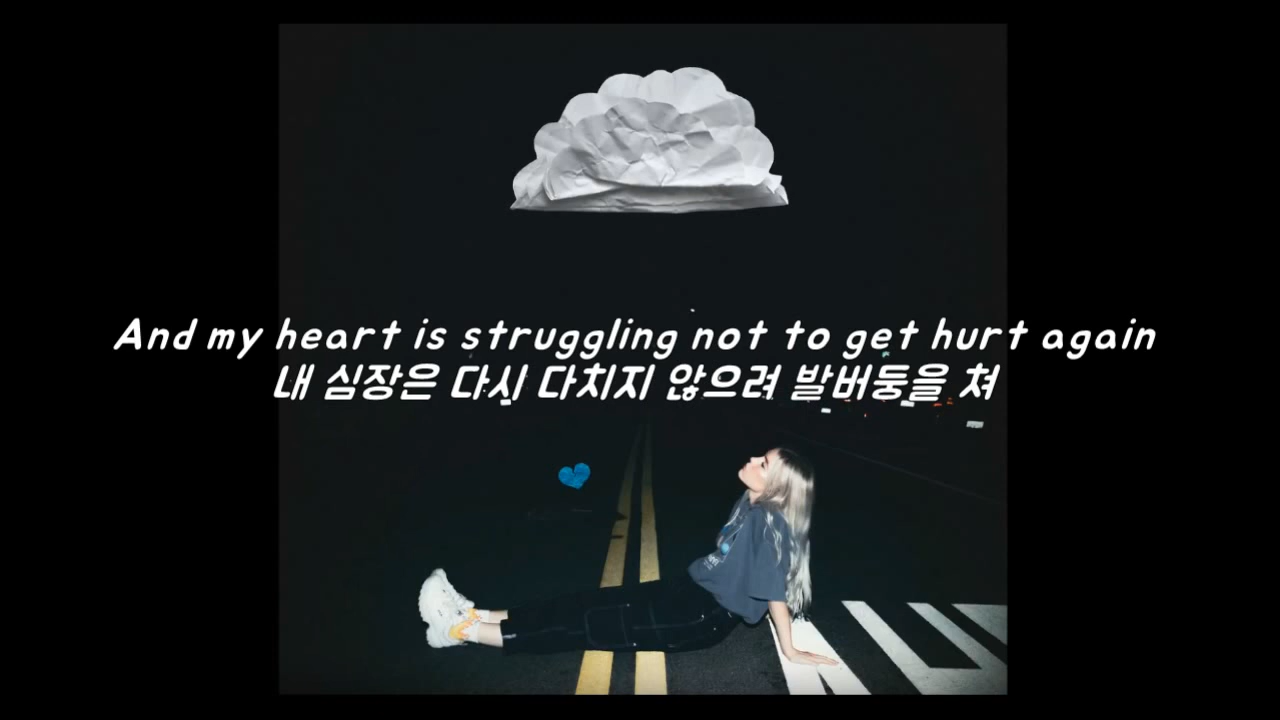 And my heart is struggling not to get hurt again
내 심장은 다시 다치지 않으려 발버둥을 쳐